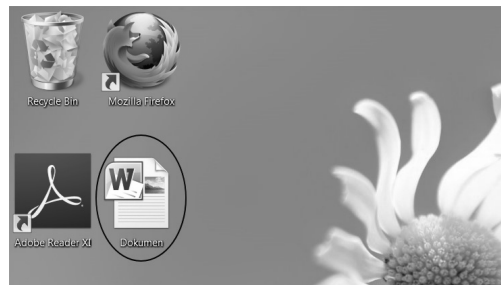 Recycle Bin
Mozilla Firefox
W
Adobe Reader XI
Dokumen